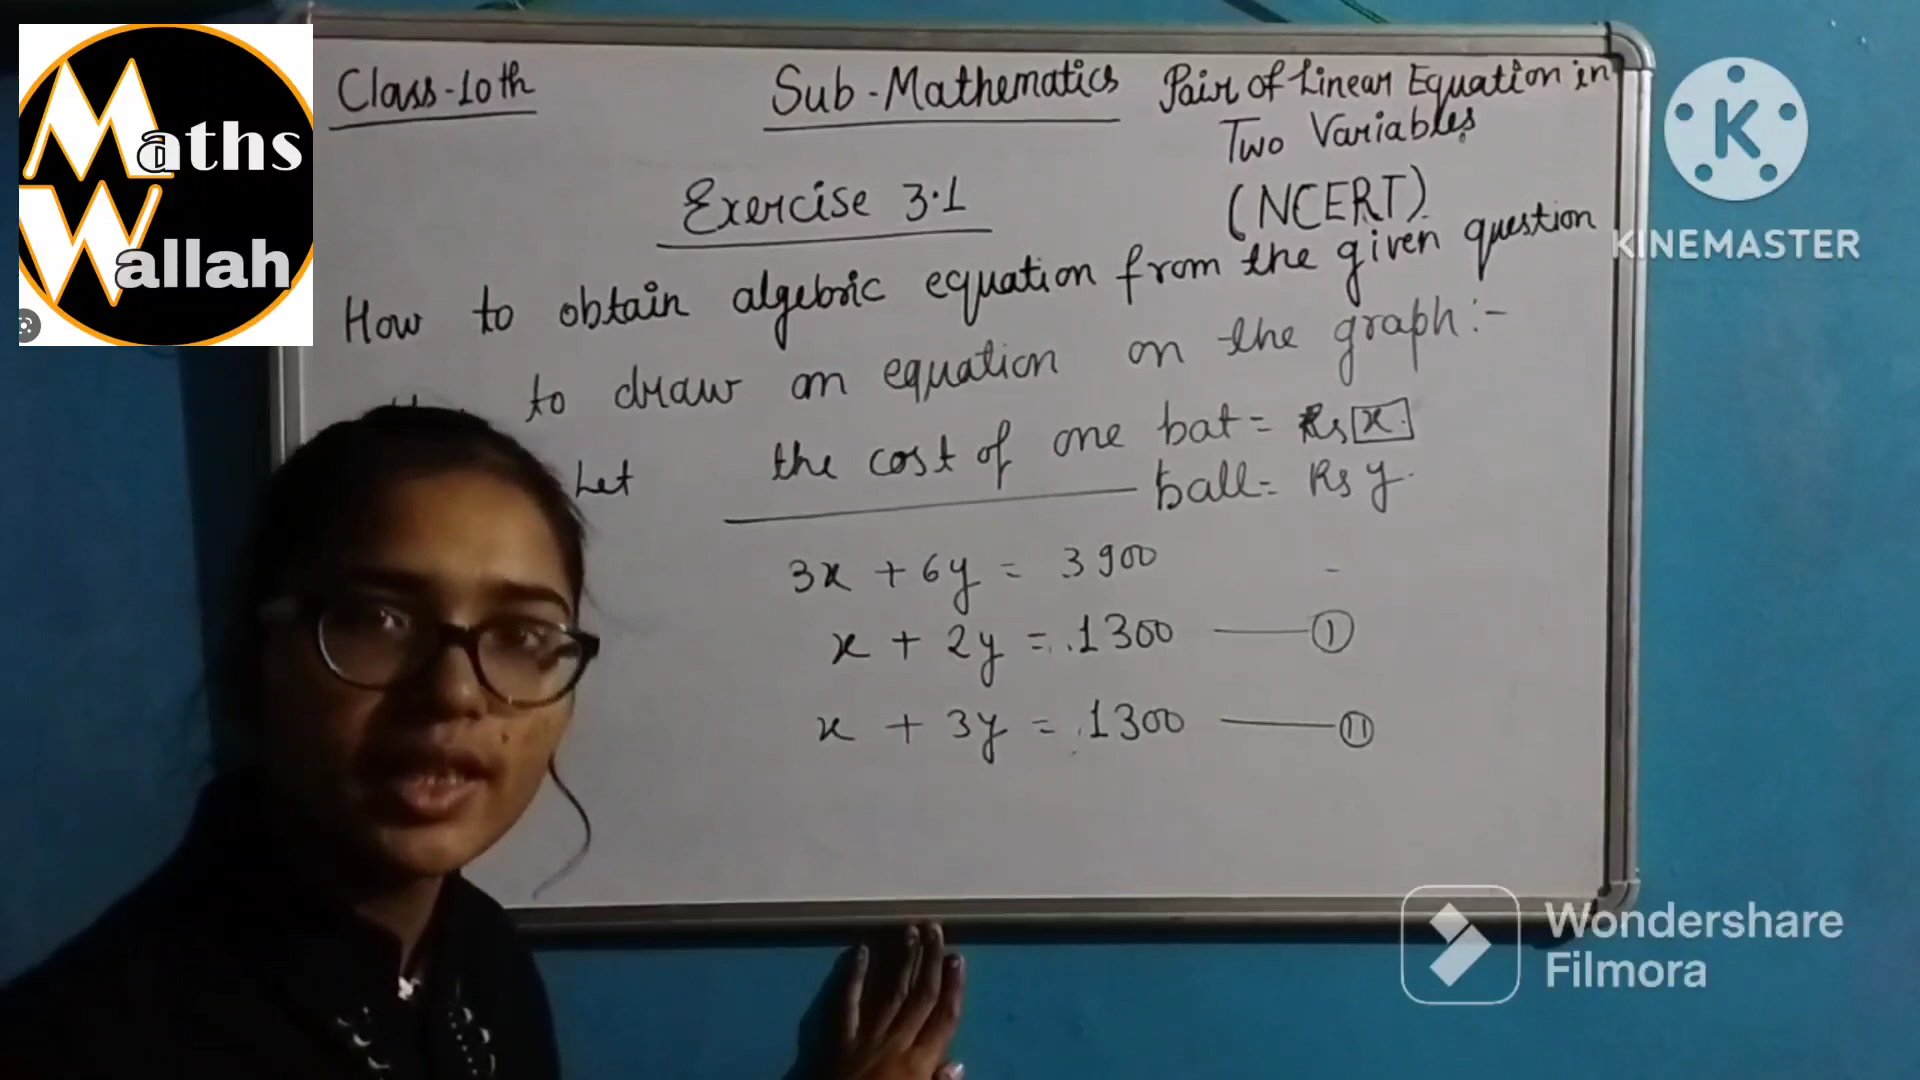 Maths
Wallah
Class-10th
Sub-Mathematics
Pair of Linear Equation in
Two Variables
(NCERT)
Exercise 3.1
How to obtain algebric equation from the given question
to draw an equation on the graph:-
Let the cost of one bat = Rs x.
ball = Rs y.
3x + 6y = 3900
x + 2y = 1300 — (I)
x + 3y = 1300 — (II)
K
KINEMASTER
Wondershare
Filmora